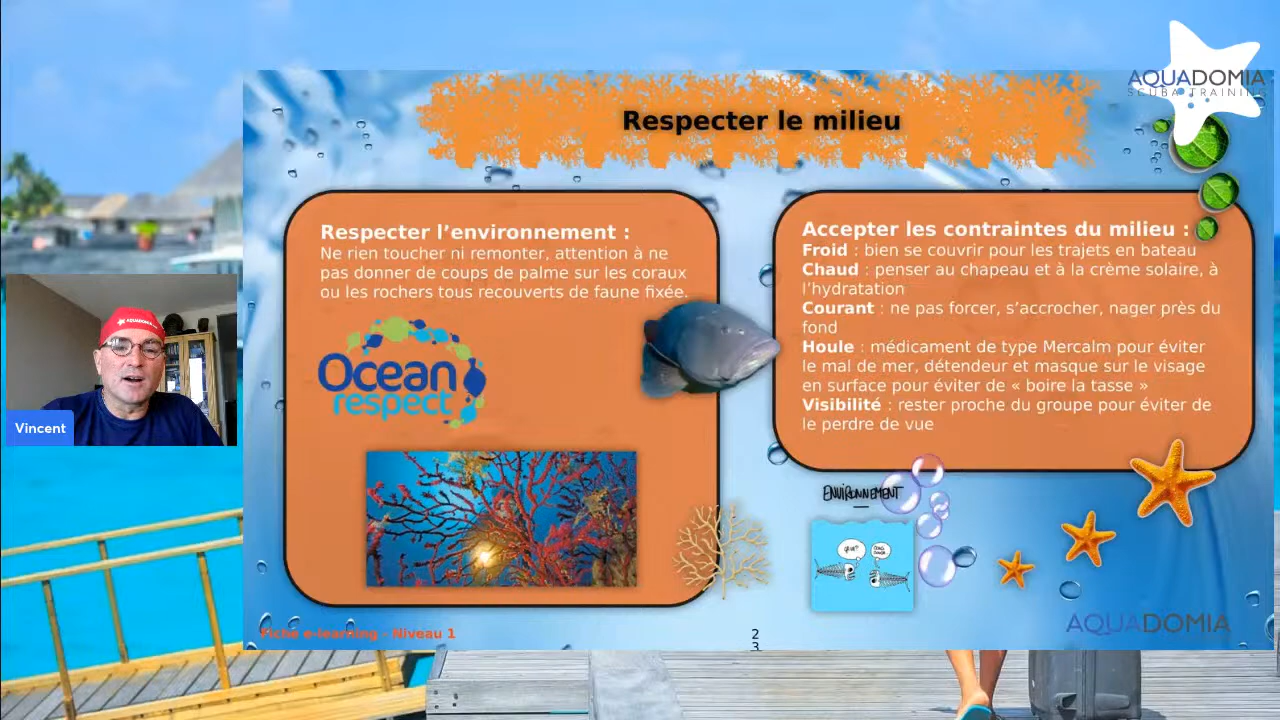 AQUADOMIA
SCUBA TRAINING
Respecter le milieu
Respecter l’environnement :
Ne rien toucher ni remonter, attention à ne
pas donner de coups de palme sur les coraux
ou les rochers tous recouverts de faune fixée.
Ocean
respect
Accepter les contraintes du milieu :
Froid : bien se couvrir pour les trajets en bateau
Chaud : penser au chapeau et à la crème solaire, à
l’hydratation
Courant : ne pas forcer, s’accrocher, nager près du
fond
Houle : médicament de type Mercalm pour éviter
le mal de mer, détendeur et masque sur le visage
en surface pour éviter de « boire la tasse »
Visibilité : rester proche du groupe pour éviter de
le perdre de vue
AQUADOMIA
Vincent
ENVIRONNEMENT
AQUADOMIA
Fiche e-learning - Niveau 1
2
3